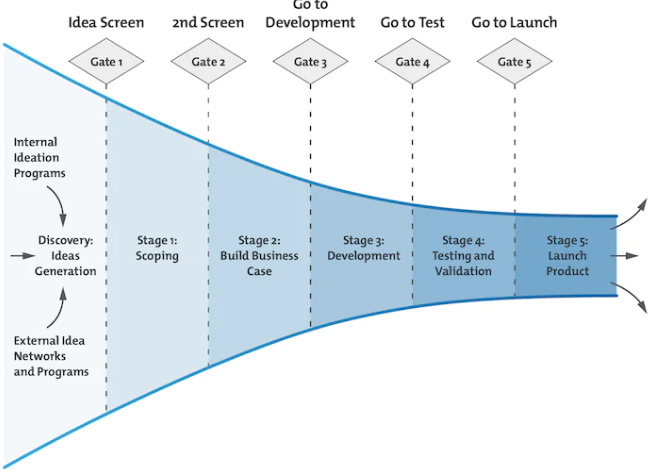 Idea Screen
2nd Screen
Go to
Development
Go to Test
Go to Launch
Gate 1
Gate 2
Gate 3
Gate 4
Gate 5
Internal
Ideation
Programs
Discovery:
Ideas
Generation
External Idea
Networks
and Programs
Stage 1:
Scoping
Stage 2:
Build Business
Case
Stage 3:
Development
Stage 4:
Testing and
Validation
Stage 5:
Launch
Product